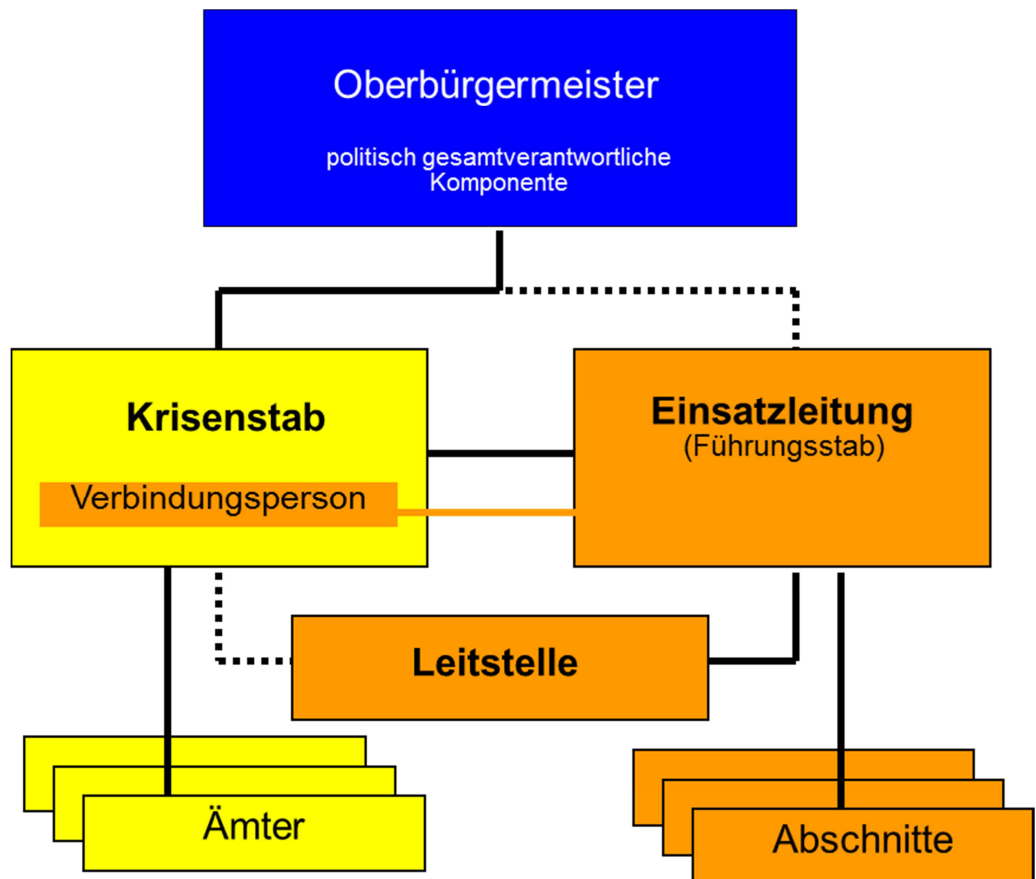 Oberbürgermeister
politisch gesamtverantwortliche
Komponente
Krisenstab
Verbindungsperson
Einsatzleitung
(Führungsstab)
Leitstelle
Ämter
Abschnitte